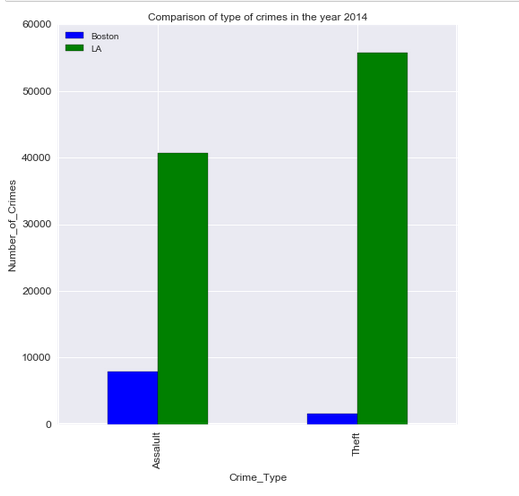 Comparison of type of crimes in the year 2014
Boston
LA
60000
50000
40000
30000
20000
10000
0
Number_of_Crimes
Assalult
Theft
Crime_Type